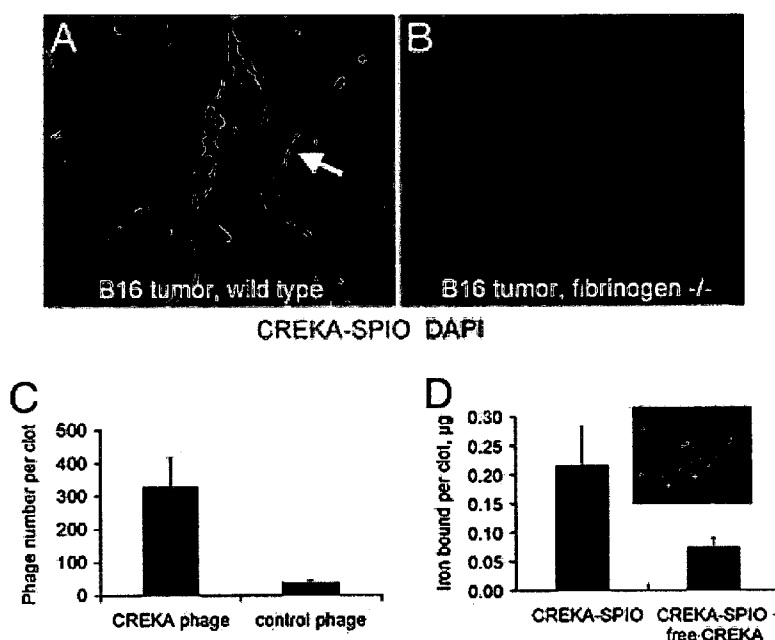 A
B
B16 tumor, wild type
B16 tumor, fibrinogen -/-
CREKA-SPIO DAPI
C
Phage number per clot
500
400
300
200
100
0
CREKA phage
control phage
D
Iron bound per clot, µg
0.30
0.25
0.20
0.15
0.10
0.05
0.00
CREKA-SPIO
CREKA-SPIO +
free CREKA